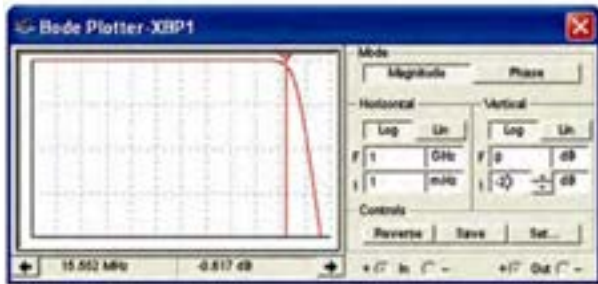 Bode Plotter-XBP1
Mode
Magnitude Phase
Horizontal Vertical
Log Lin Log Lin
F 1 GHz F 0 dB
I 1 mHz I dB
Controls
Reverse Save Set...
15.552 MHz -0.617 dB
+ In - + Out -